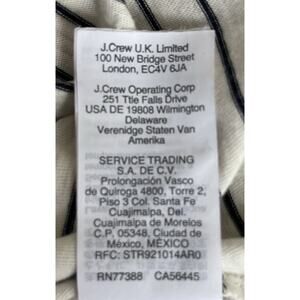 J.Crew U.K. Limited
100 New Bridge Street
London, EC4V 6JA
J.Crew Operating Corp
251 Ttle Falls Drive
USA DE 19808 Wilmington
Delaware
Verenidge Staten Van
Amerika
SERVICE TRADING
S.A. DE C.V.
Prolongación Vasco
de Quiroga 4800, Torre 2,
Piso 3 Col. Santa Fe
Cuajimalpa, Del.
Cuajimalpa de Morelos
C.P. 05348, Ciudad de
México, MÉXICO
RFC: STR921014AR0
RN77388 CA56445